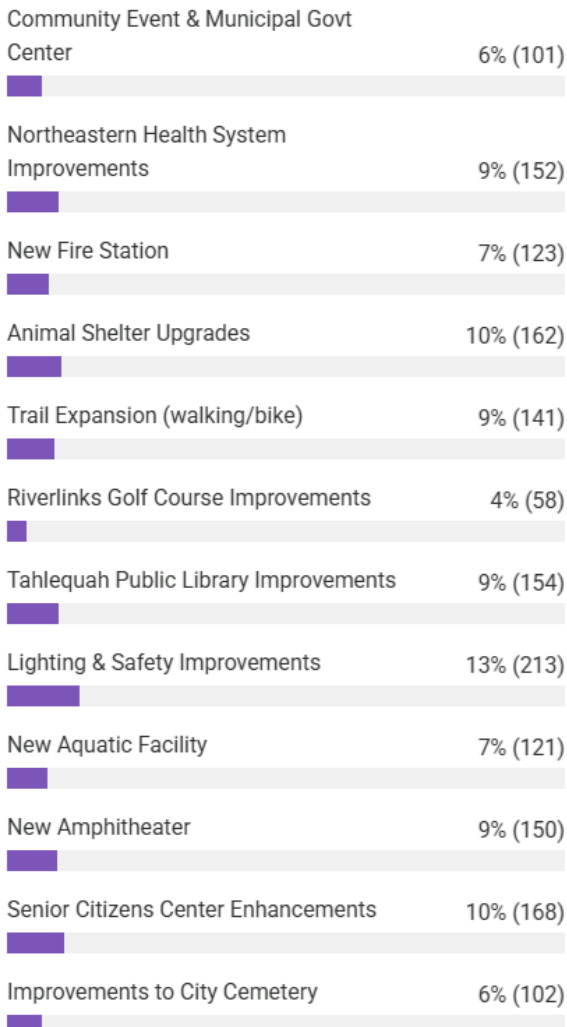 Community Event & Municipal Govt
Center 6% (101)
Northeastern Health System
Improvements 9% (152)
New Fire Station 7% (123)
Animal Shelter Upgrades 10% (162)
Trail Expansion (walking/bike) 9% (141)
Riverlinks Golf Course Improvements 4% (58)
Tahlequah Public Library Improvements 9% (154)
Lighting & Safety Improvements 13% (213)
New Aquatic Facility 7% (121)
New Amphitheater 9% (150)
Senior Citizens Center Enhancements 10% (168)
Improvements to City Cemetery 6% (102)